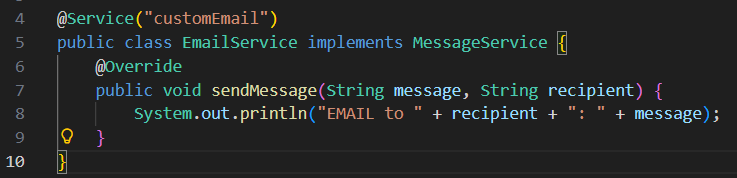 4 @Service("customEmail")
5 public class EmailService implements MessageService {
6 @Override
7 public void sendMessage(String message, String recipient) {
8 System.out.println("EMAIL to " + recipient + ": " + message);
9 }
10 }